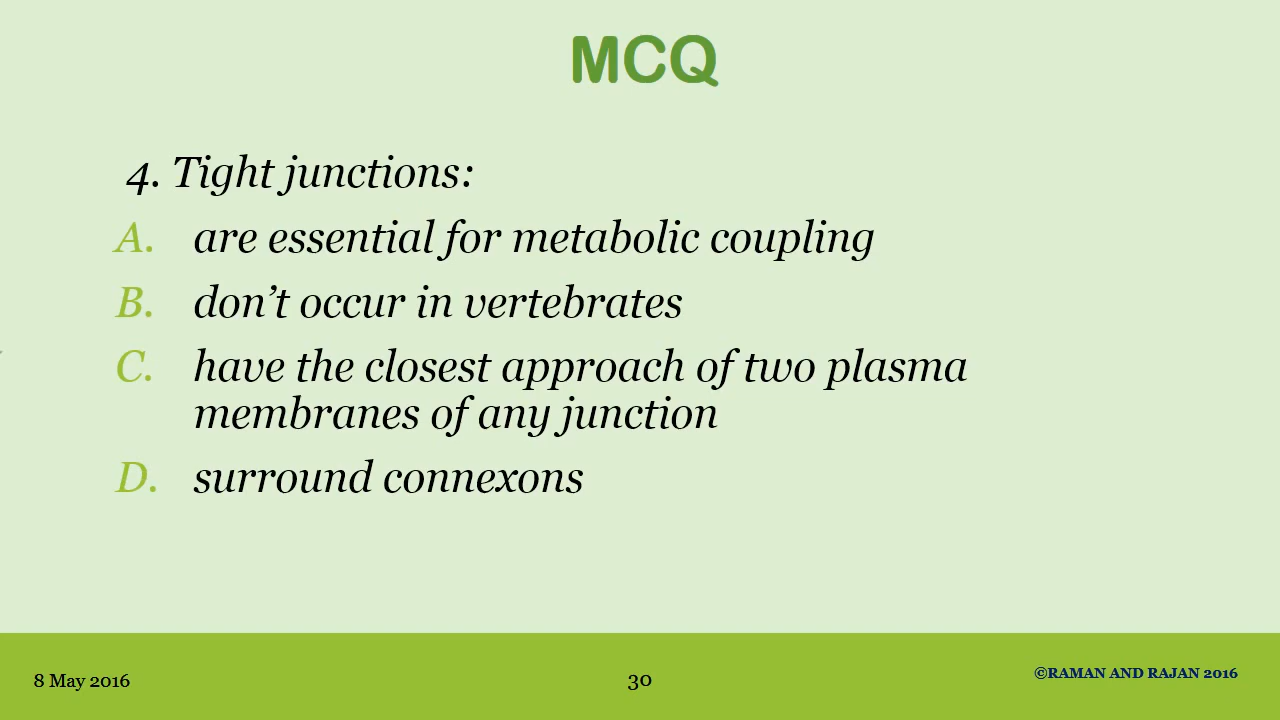 MCQ
4. Tight junctions:
A. are essential for metabolic coupling
B. don’t occur in vertebrates
C. have the closest approach of two plasma
membranes of any junction
D. surround connexons
8 May 2016
30
©RAMAN AND RAJAN 2016